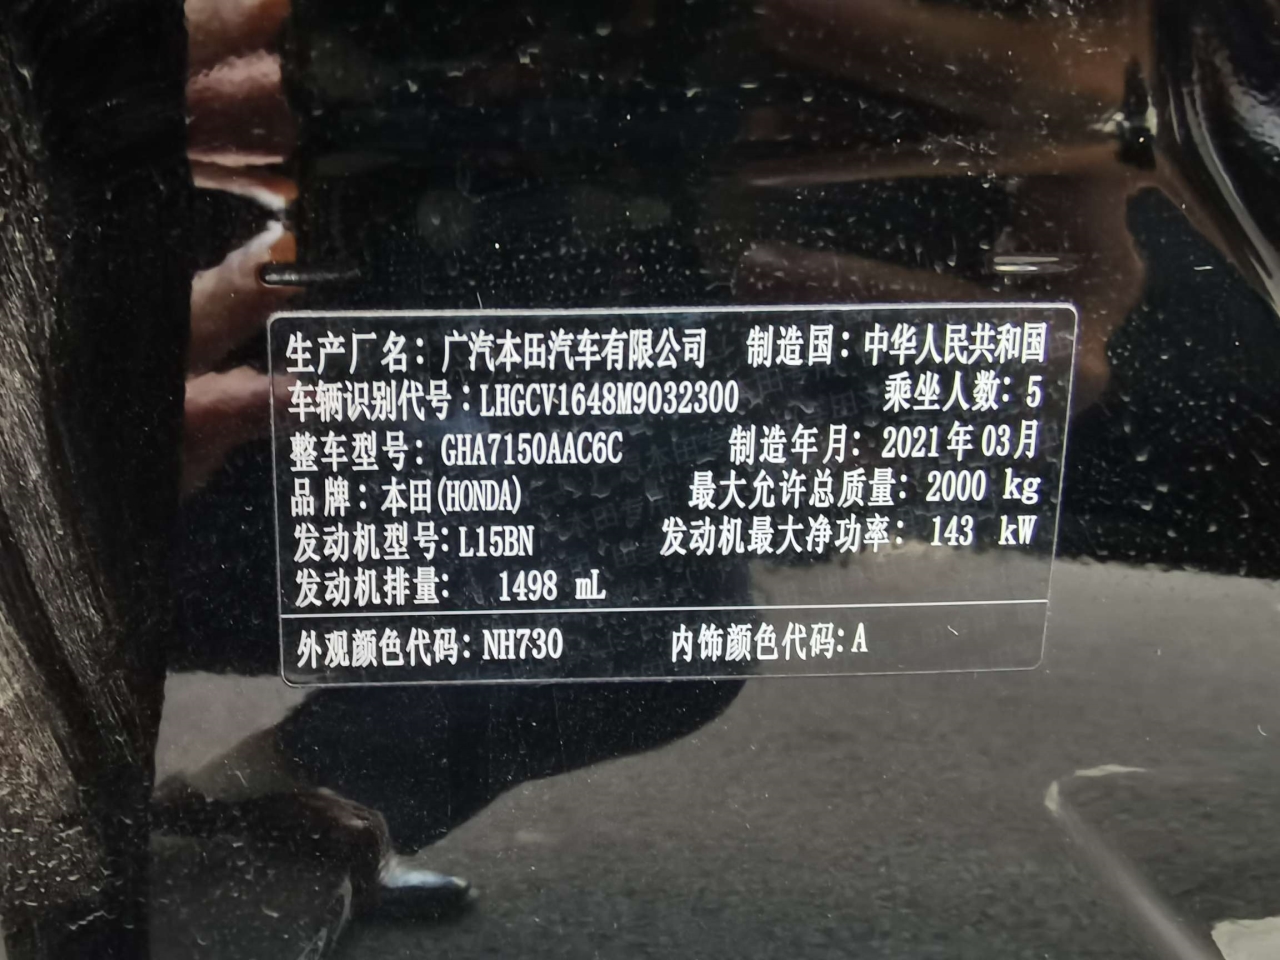 生产厂名：广汽本田汽车有限公司 制造国：中华人民共和国
车辆识别代号：LHGCV1648M9032300 乘坐人数：5
整车型号：GHA7150AAC6C 制造年月：2021年03月
品牌：本田(HONDA) 最大允许总质量：2000 kg
发动机型号：L15BN 发动机最大净功率：143 kW
发动机排量：1498 mL
外观颜色代码：NH730 内饰颜色代码：A